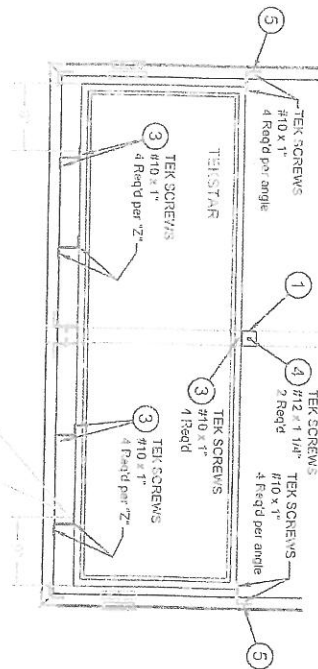 5
TEK SCREWS
#10 x 1"
4 Req'd per angle
TEKSTAR
3
TEK SCREWS
#10 x 1"
4 Req'd per "Z"
1
4
TEK SCREWS
#12 x 1 1/4"
2 Req'd
3
TEK SCREWS
#10 x 1"
1 Req'd
TEK SCREWS
#10 x 1"
4 Req'd per angle
3
TEK SCREWS
#10 x 1"
4 Req'd per "Z"
5